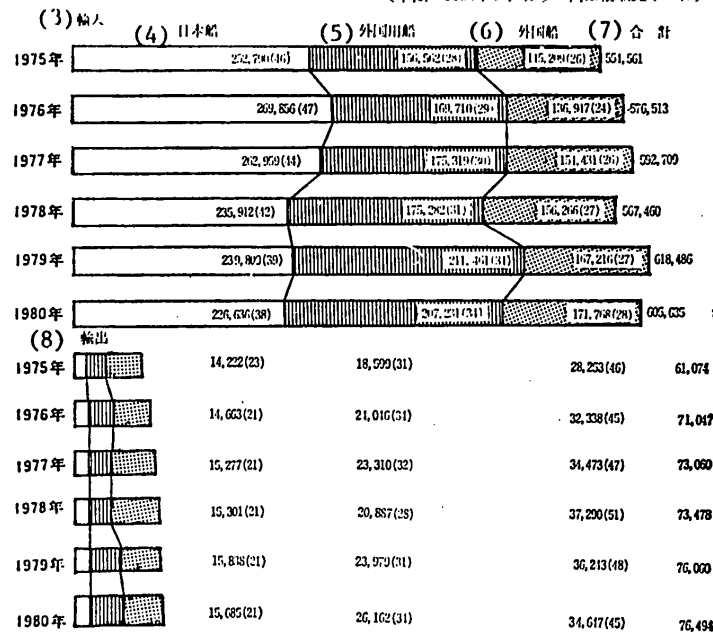 (3) 輸入 (4) 日本船 (5) 外国用船 (6) 外国船 (7) 合計
1975年 252,790(46) 156,562(28) 145,209(26) 554,561
1976年 269,856(47) 169,740(29) 136,917(24) 576,513
1977年 262,959(44) 175,319(30) 154,431(26) 592,709
1978年 235,912(42) 175,282(31) 156,266(27) 567,460
1979年 239,809(39) 211,461(34) 167,216(27) 618,486
1980年 226,636(38) 207,231(34) 171,768(28) 605,635
(8) 輸出
1975年 14,222(23) 18,599(31) 28,253(46) 61,074
1976年 14,663(21) 24,046(34) 32,338(45) 71,047
1977年 15,277(21) 23,310(32) 34,473(47) 73,060
1978年 15,301(21) 20,887(28) 37,290(51) 73,478
1979年 15,838(21) 23,979(31) 36,243(48) 76,060
1980年 15,685(21) 26,162(34) 34,647(45) 76,494